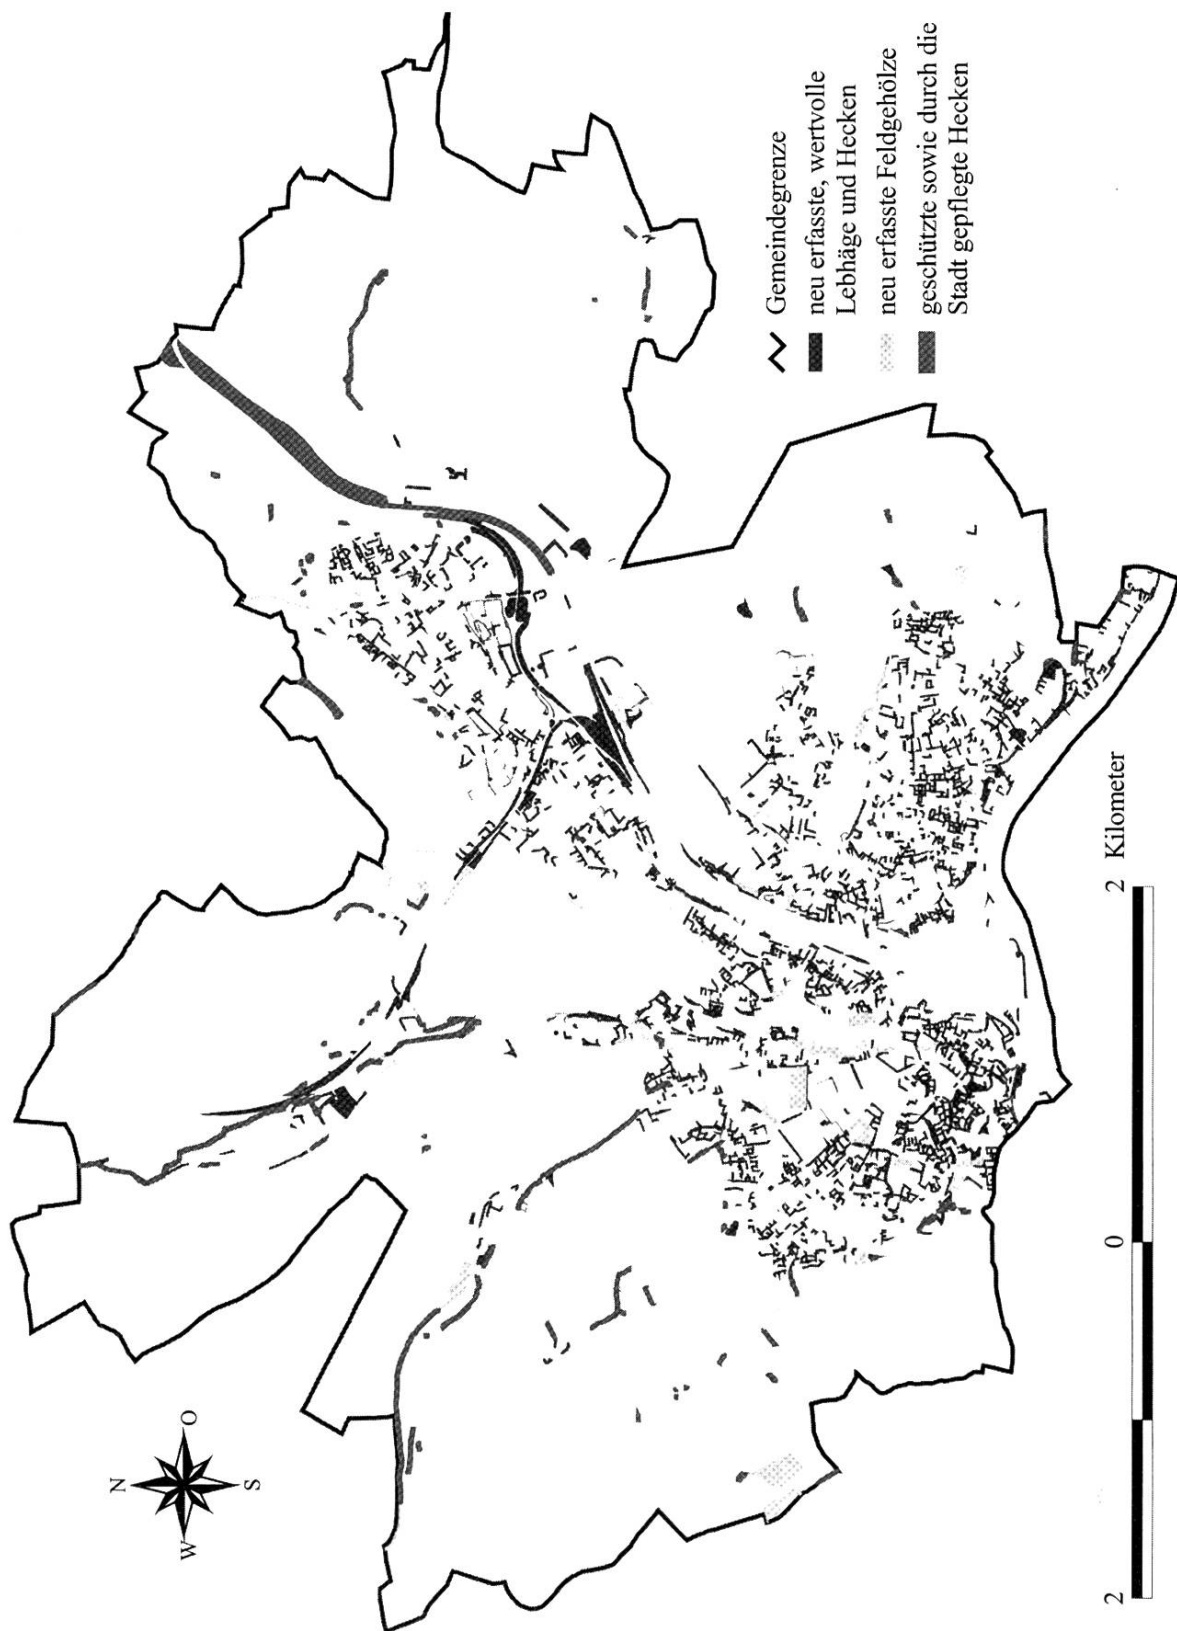 N
W
O
S
Gemeindegrenze
neu erfasste, wertvolle
Lebhäge und Hecken
neu erfasste Feldgehölze
geschützte sowie durch die
Stadt gepflegte Hecken
2
0
2 Kilometer